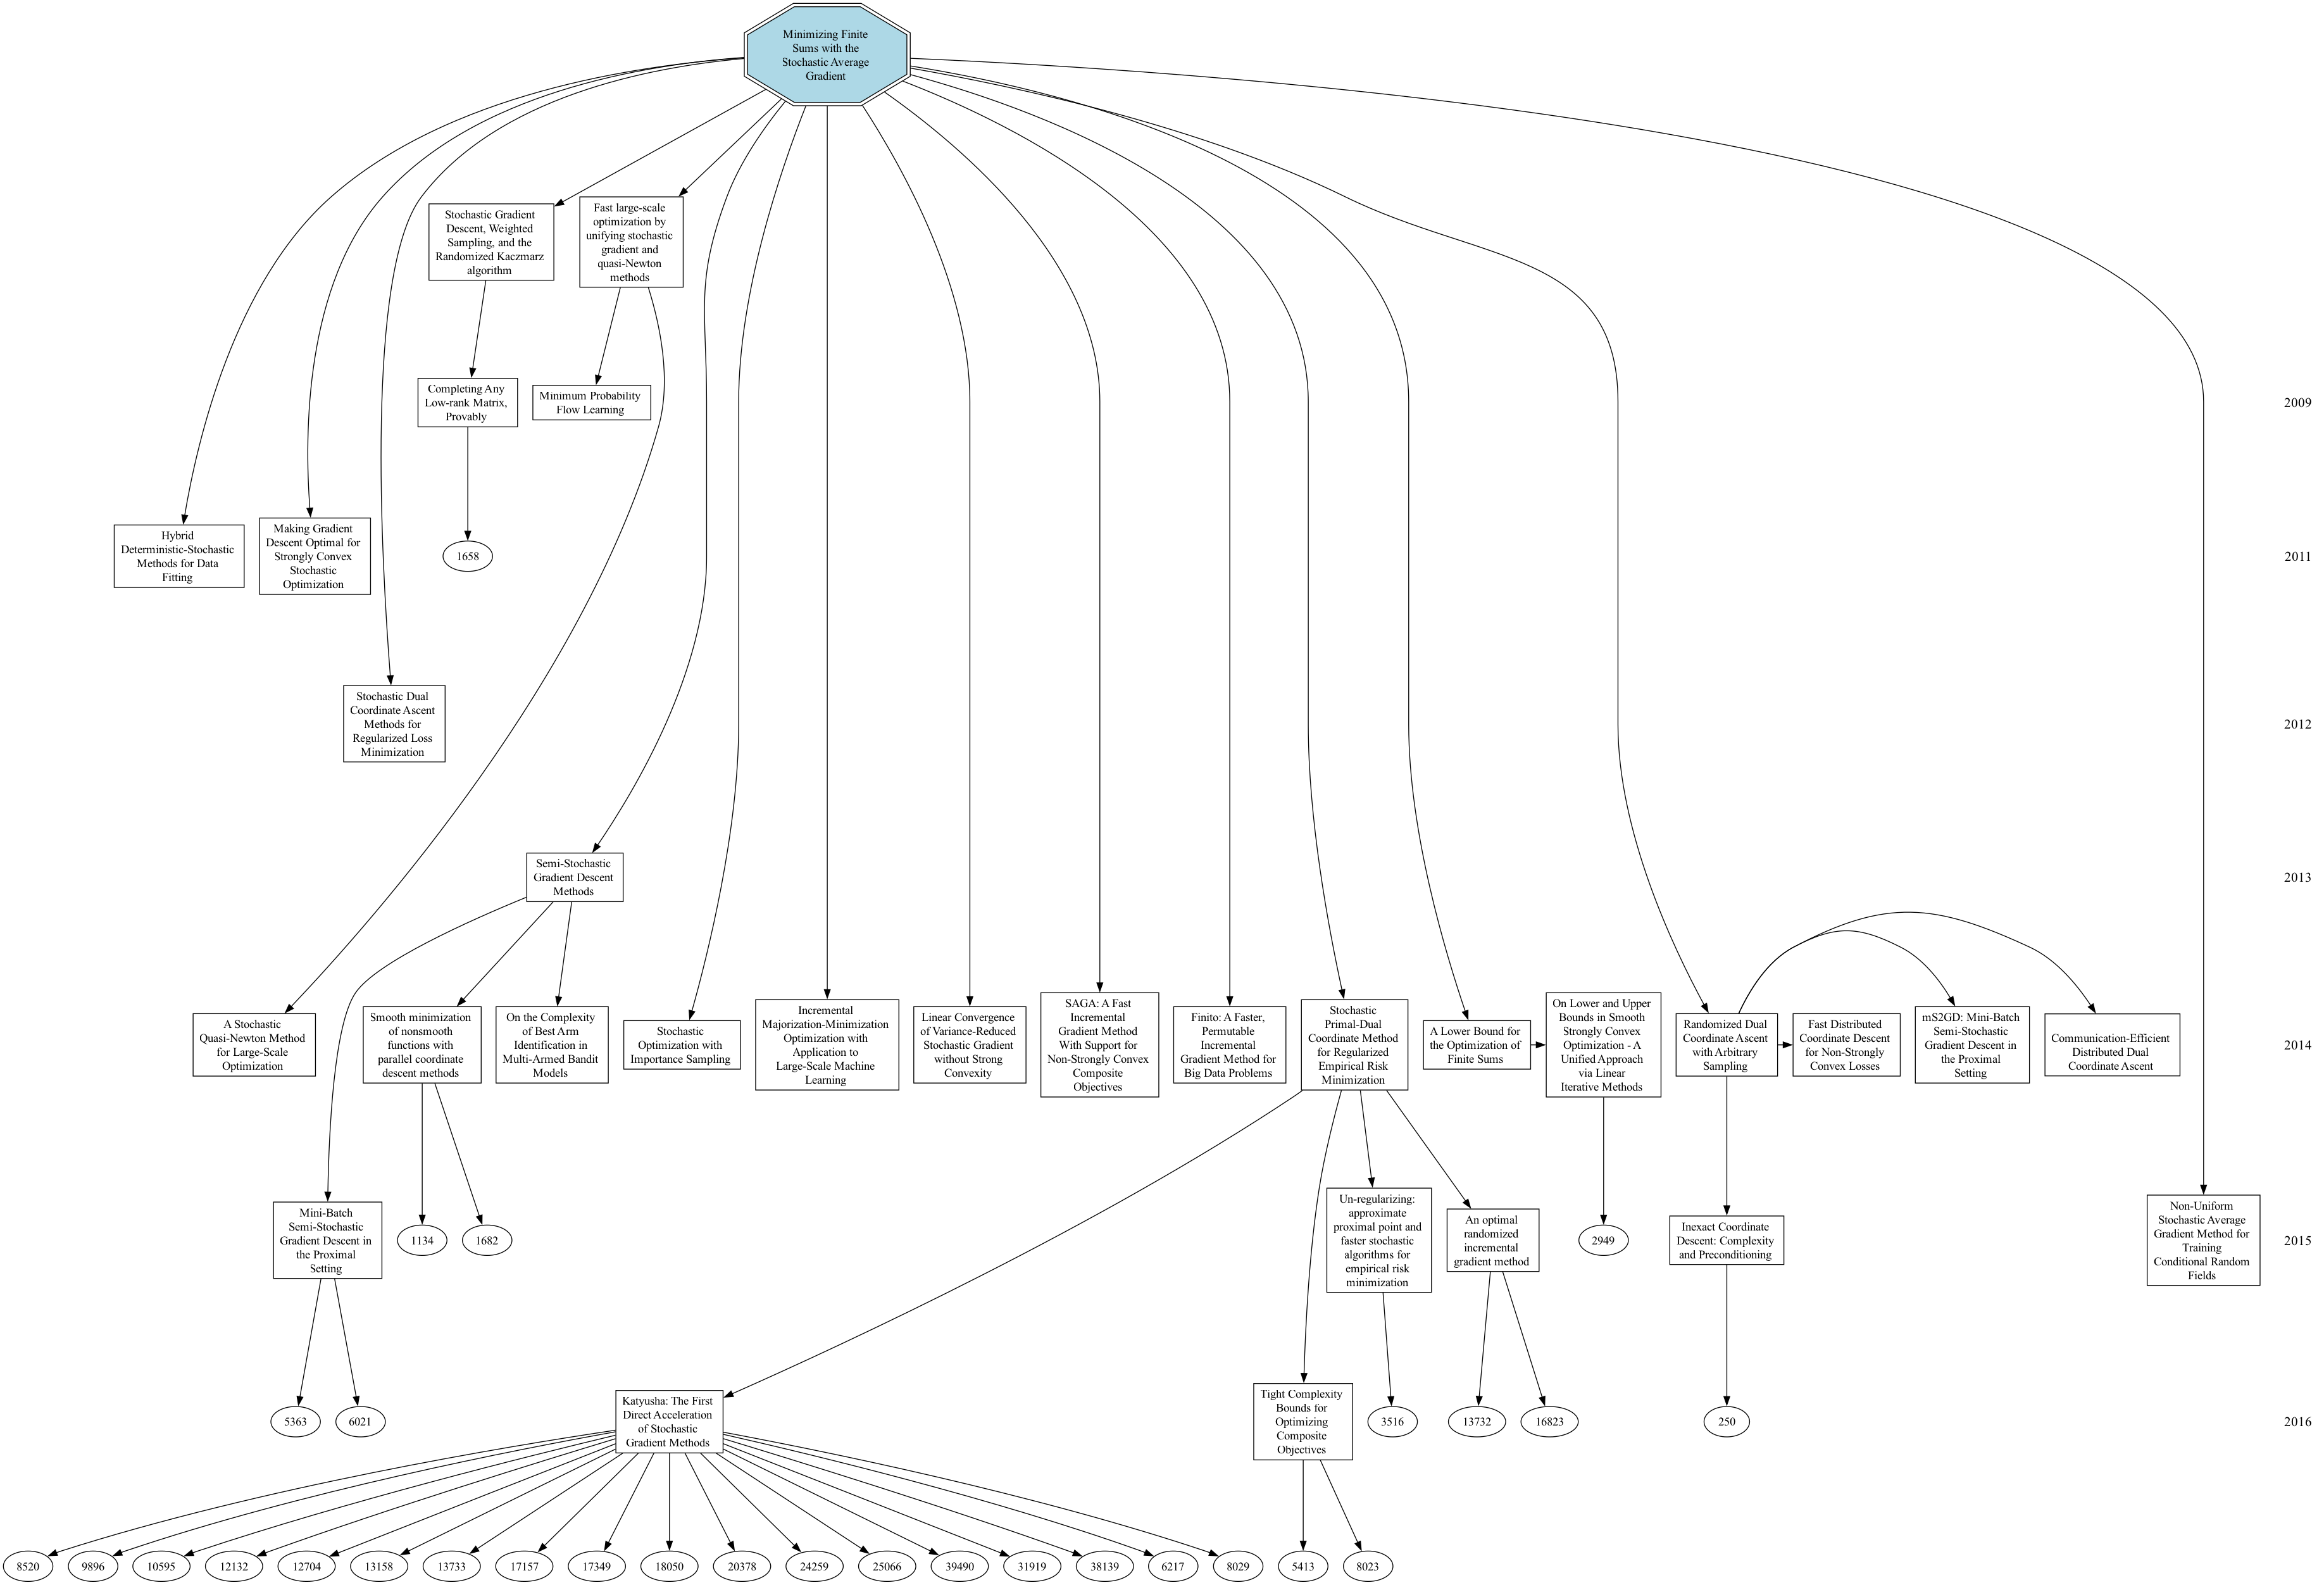 Minimizing Finite
Sums with the
Stochastic Average
Gradient
Stochastic Gradient
Descent, Weighted
Sampling, and the
Randomized Kaczmarz
algorithm
Fast large-scale
optimization by
unifying stochastic
gradient and
quasi-Newton
methods
Completing Any
Low-rank Matrix,
Provably
Minimum Probability
Flow Learning
2009
Hybrid
Deterministic-Stochastic
Methods for Data
Fitting
Making Gradient
Descent Optimal for
Strongly Convex
Stochastic
Optimization
1658
2011
Stochastic Dual
Coordinate Ascent
Methods for
Regularized Loss
Minimization
2012
Semi-Stochastic
Gradient Descent
Methods
2013
A Stochastic
Quasi-Newton Method
for Large-Scale
Optimization
Smooth minimization
of nonsmooth
functions with
parallel coordinate
descent methods
On the Complexity
of Best Arm
Identification in
Multi-Armed Bandit
Models
Stochastic
Optimization with
Importance Sampling
Incremental
Majorization-Minimization
Optimization with
Application to
Large-Scale Machine
Learning
Linear Convergence
of Variance-Reduced
Stochastic Gradient
without Strong
Convexity
SAGA: A Fast
Incremental
Gradient Method
With Support for
Non-Strongly Convex
Composite
Objectives
Finito: A Faster,
Permutable
Incremental
Gradient Method for
Big Data Problems
Stochastic
Primal-Dual
Coordinate Method
for Regularized
Empirical Risk
Minimization
A Lower Bound for
the Optimization of
Finite Sums
On Lower and Upper
Bounds in Smooth
Strongly Convex
Optimization - A
Unified Approach
via Linear
Iterative Methods
Randomized Dual
Coordinate Ascent
with Arbitrary
Sampling
Fast Distributed
Coordinate Descent
for Non-Strongly
Convex Losses
mS2GD: Mini-Batch
Semi-Stochastic
Gradient Descent in
the Proximal
Setting
Communication-Efficient
Distributed Dual
Coordinate Ascent
2014
Mini-Batch
Semi-Stochastic
Gradient Descent in
the Proximal
Setting
1134
1682
Un-regularizing:
approximate
proximal point and
faster stochastic
algorithms for
empirical risk
minimization
An optimal
randomized
incremental
gradient method
2949
Inexact Coordinate
Descent: Complexity
and Preconditioning
Non-Uniform
Stochastic Average
Gradient Method for
Training
Conditional Random
Fields
2015
5363
6021
Katyusha: The First
Direct Acceleration
of Stochastic
Gradient Methods
Tight Complexity
Bounds for
Optimizing
Composite
Objectives
3516
13732
16823
250
2016
8520
9896
10595
12132
12704
13158
13733
17157
17349
18050
20378
24259
25066
39490
31919
38139
6217
8029
5413
8023